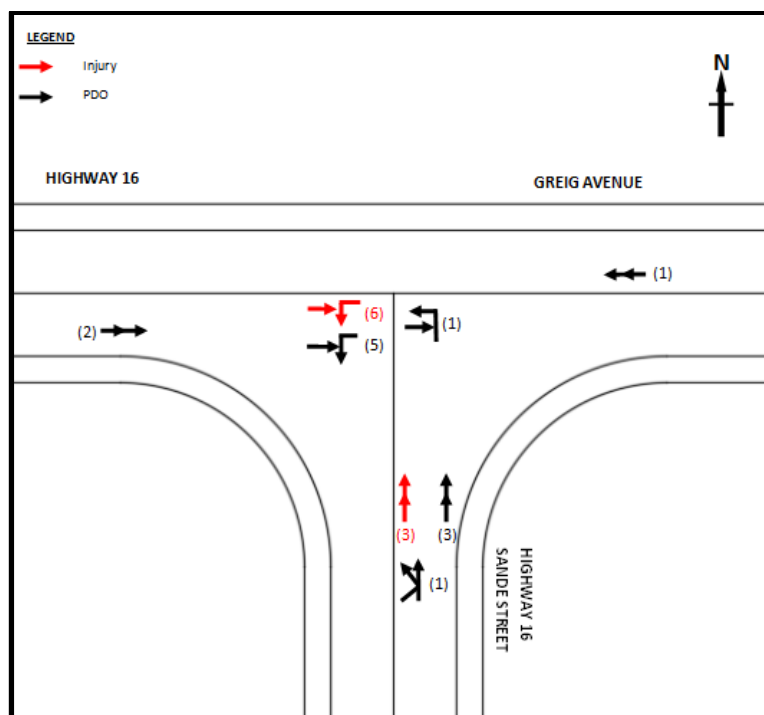 LEGEND
Injury
PDO
N
HIGHWAY 16
GREIG AVENUE
(1)
(6)
(1)
(2)
(5)
(3)
(3)
(1)
HIGHWAY 16
SANDE STREET